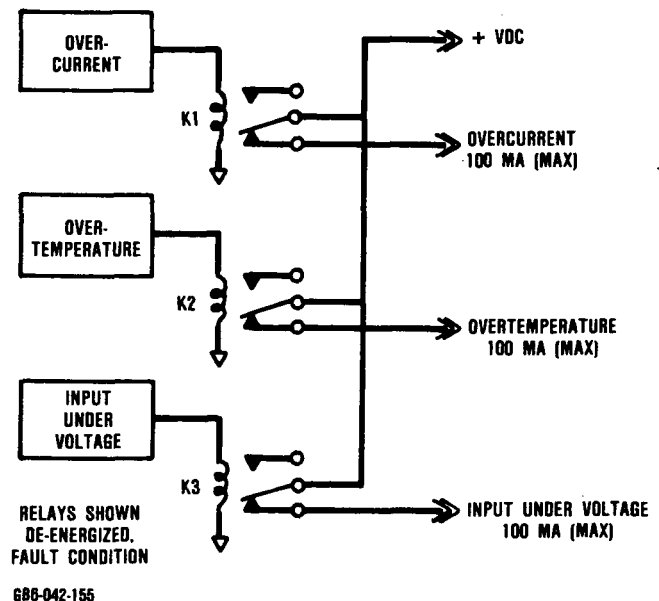 OVER-
CURRENT
K1
+ VDC
OVERCURRENT
100 MA (MAX)
OVER-
TEMPERATURE
K2
OVERTEMPERATURE
100 MA (MAX)
INPUT
UNDER
VOLTAGE
K3
INPUT UNDER VOLTAGE
100 MA (MAX)
RELAYS SHOWN
DE-ENERGIZED,
FAULT CONDITION
GB6-042-155